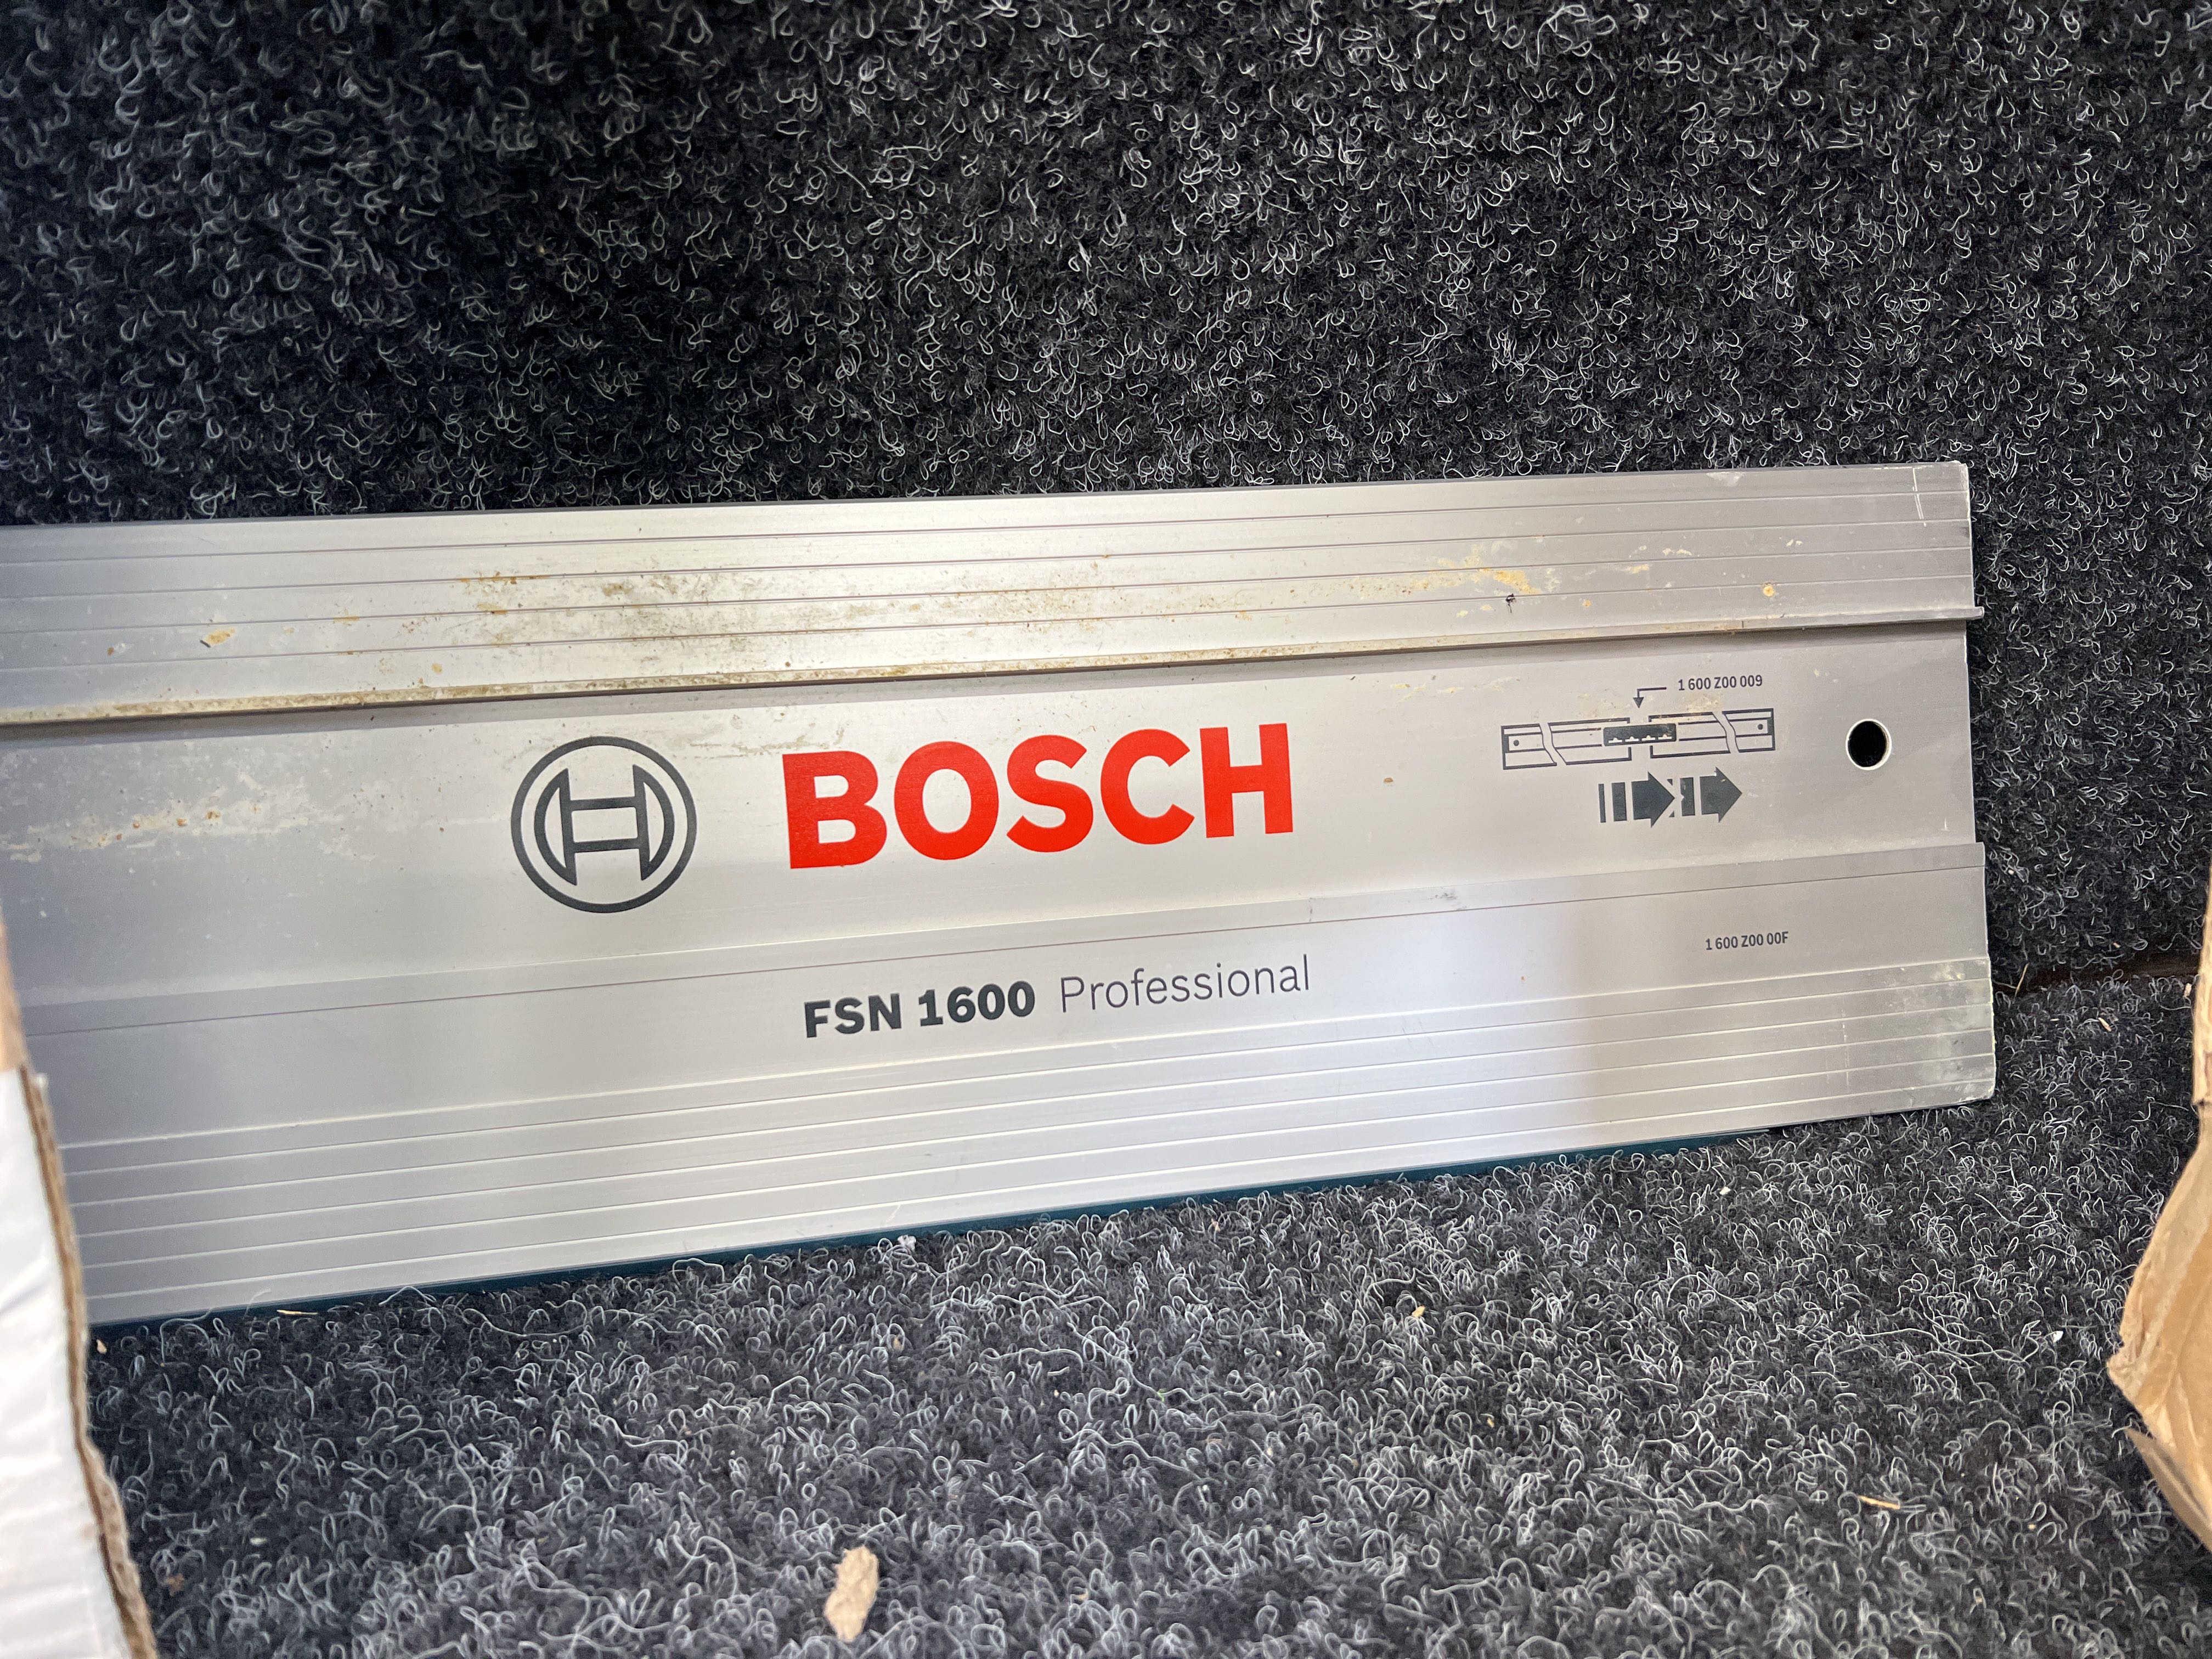 1 600 Z00 009
BOSCH
1 600 Z00 00F
FSN 1600 Professional